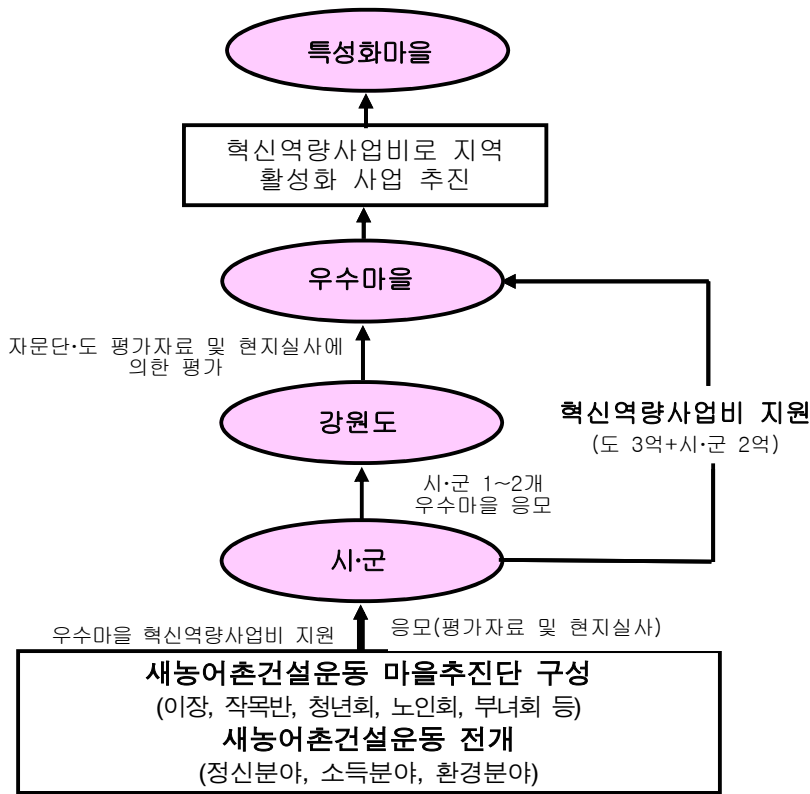 특성화마을
혁신역량사업비로 지역
활성화 사업 추진
우수마을
자문단·도 평가자료 및 현지실사에
의한 평가
강원도
혁신역량사업비 지원
(도 3억+시·군 2억)
시·군 1~2개
우수마을 응모
시·군
우수마을 혁신역량사업비 지원
응모(평가자료 및 현지실사)
새농어촌건설운동 마을추진단 구성
(이장, 작목반, 청년회, 노인회, 부녀회 등)
새농어촌건설운동 전개
(정신분야, 소득분야, 환경분야)